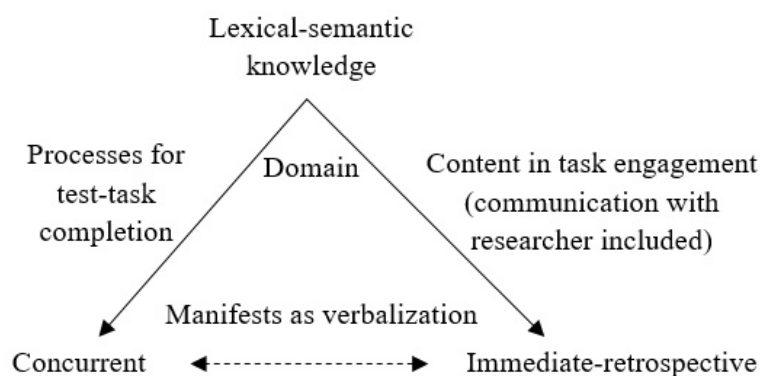 Lexical-semantic
knowledge
Processes for
test-task
completion
Domain
Content in task engagement
(communication with
researcher included)
Manifests as verbalization
Concurrent
Immediate-retrospective